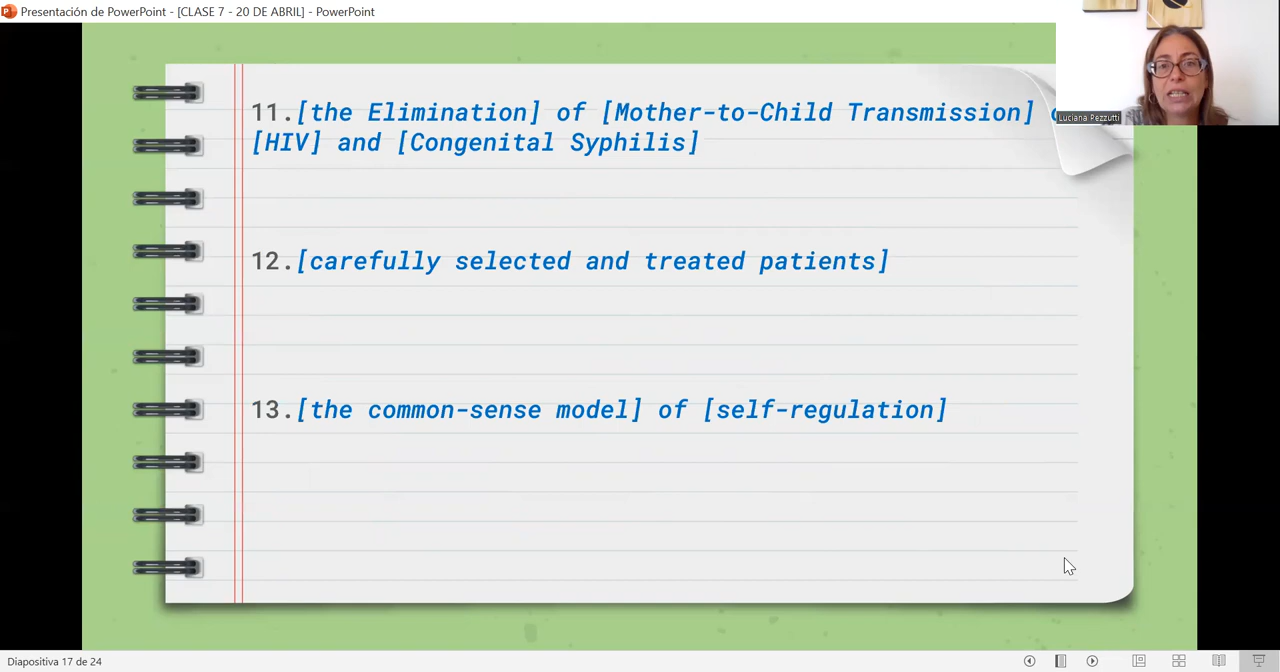 Presentación de PowerPoint - [CLASE 7 - 20 DE ABRIL] - PowerPoint
Luciana Pezzutti
11.[the Elimination] of [Mother-to-Child Transmission]
[HIV] and [Congenital Syphilis]
12.[carefully selected and treated patients]
13.[the common-sense model] of [self-regulation]
Diapositiva 17 de 24